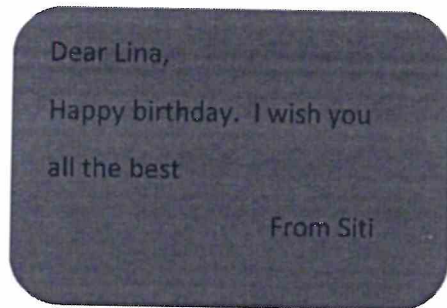 Dear Lina,
Happy birthday. I wish you
all the best
From Siti